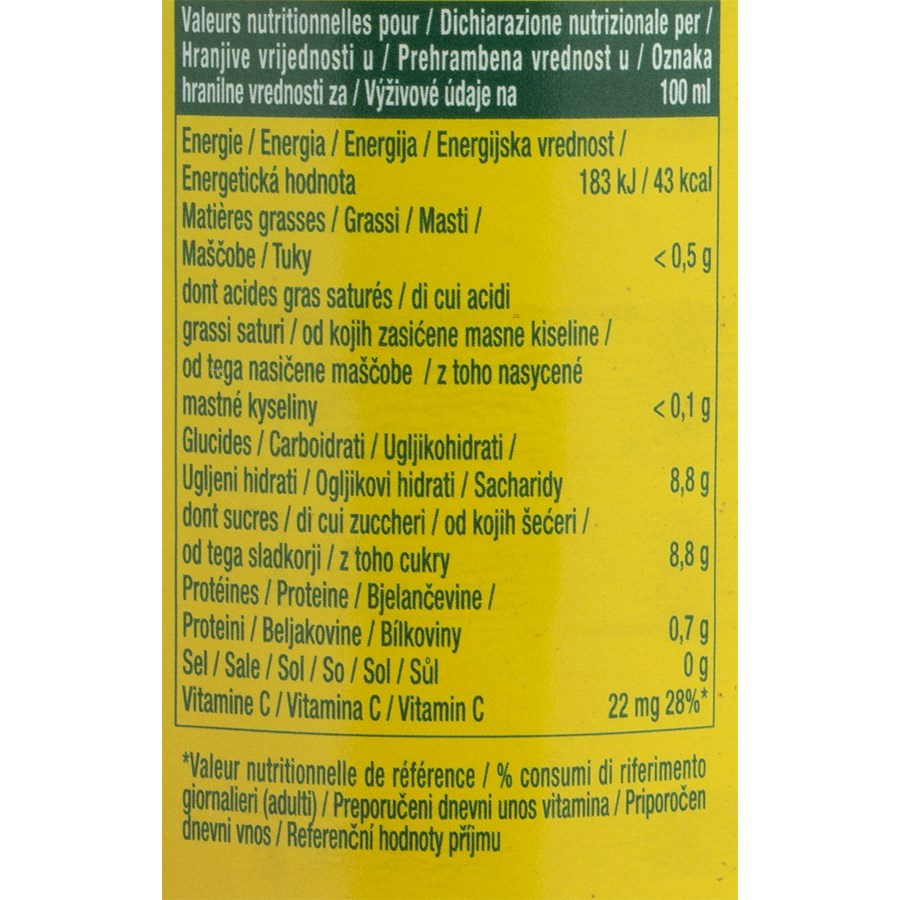 Valeurs nutritionnelles pour / Dichiarazione nutrizionale per /
Hranjive vrijednosti u / Prehrambena vrednost u / Oznaka
hranilne vrednosti za / Výživové údaje na 100 ml
Energie / Energia / Energija / Energijska vrednost /
Energetická hodnota 183 kJ / 43 kcal
Matières grasses / Grassi / Masti /
Maščobe / Tuky < 0,5 g
dont acides gras saturés / di cui acidi
grassi saturi / od kojih zasićene masne kiseline /
od tega nasičene maščobe / z toho nasycené
mastné kyseliny < 0,1 g
Glucides / Carboidrati / Ugljikohidrati /
Ugljeni hidrati / Ogljikovi hidrati / Sacharidy 8,8 g
dont sucres / di cui zuccheri / od kojih šećeri /
od tega sladkorji / z toho cukry 8,8 g
Protéines / Proteine / Bjelančevine /
Proteini / Beljakovine / Bílkoviny 0,7 g
Sel / Sale / Sol / So / Sol / Sůl 0 g
Vitamine C / Vitamina C / Vitamin C 22 mg 28%*
*Valeur nutritionnelle de référence / % consumi di riferimento
giornalieri (adulti) / Preporučeni dnevni unos vitamina / Priporočen
dnevni vnos / Referenční hodnoty příjmu